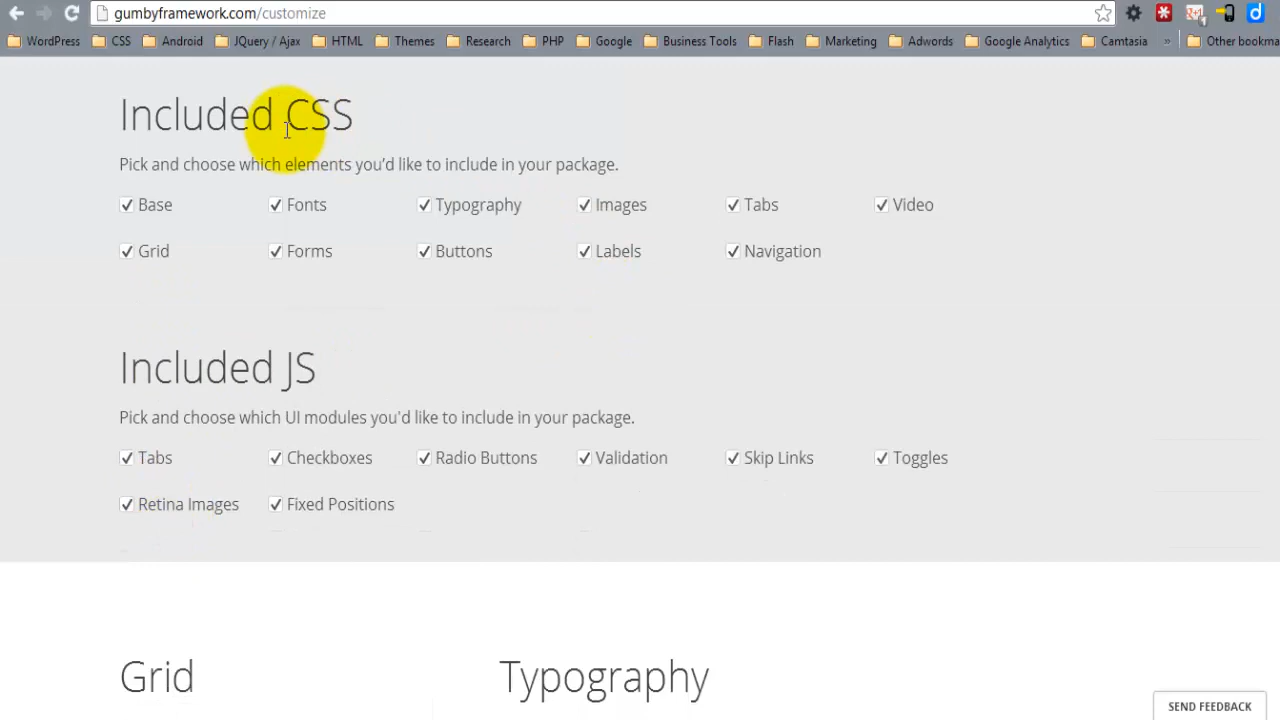 gumbyframework.com/customize
WordPress CSS Android JQuery / Ajax HTML Themes Research PHP Google Business Tools Flash Marketing Adwords Google Analytics Camtasia » Other bookma
Included CSS
Pick and choose which elements you'd like to include in your package.
Base Fonts Typography Images Tabs Video
Grid Forms Buttons Labels Navigation
Included JS
Pick and choose which UI modules you'd like to include in your package.
Tabs Checkboxes Radio Buttons Validation Skip Links Toggles
Retina Images Fixed Positions
Grid Typography
SEND FEEDBACK